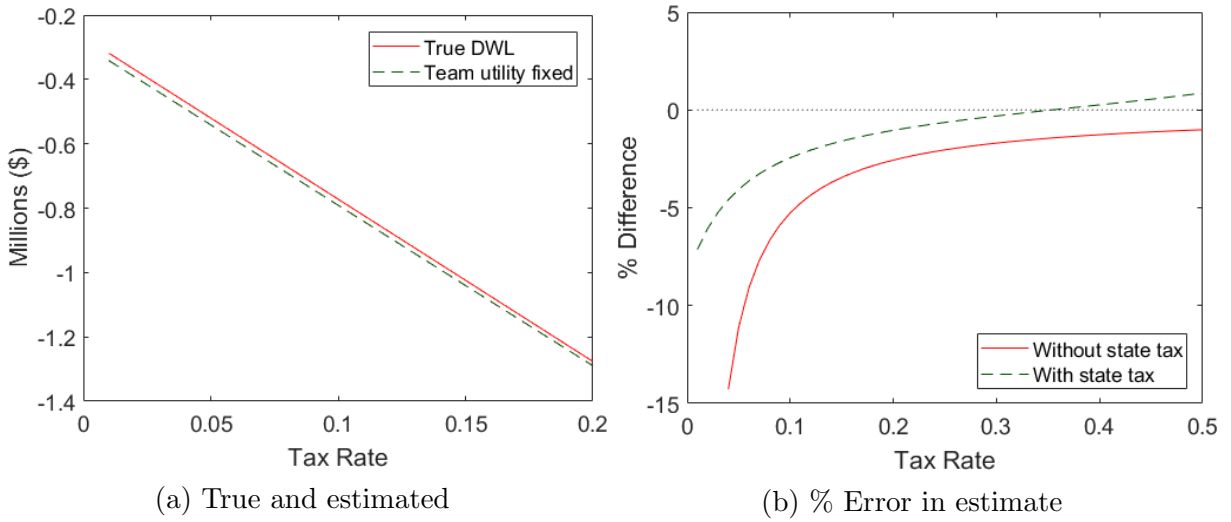 -0.2
-0.4
-0.6
-0.8
-1
-1.2
-1.4
Millions ($)
True DWL
Team utility fixed
0
0.05
0.1
0.15
0.2
Tax Rate
(a) True and estimated
5
0
-5
-10
-15
% Difference
Without state tax
With state tax
0
0.1
0.2
0.3
0.4
0.5
Tax Rate
(b) % Error in estimate